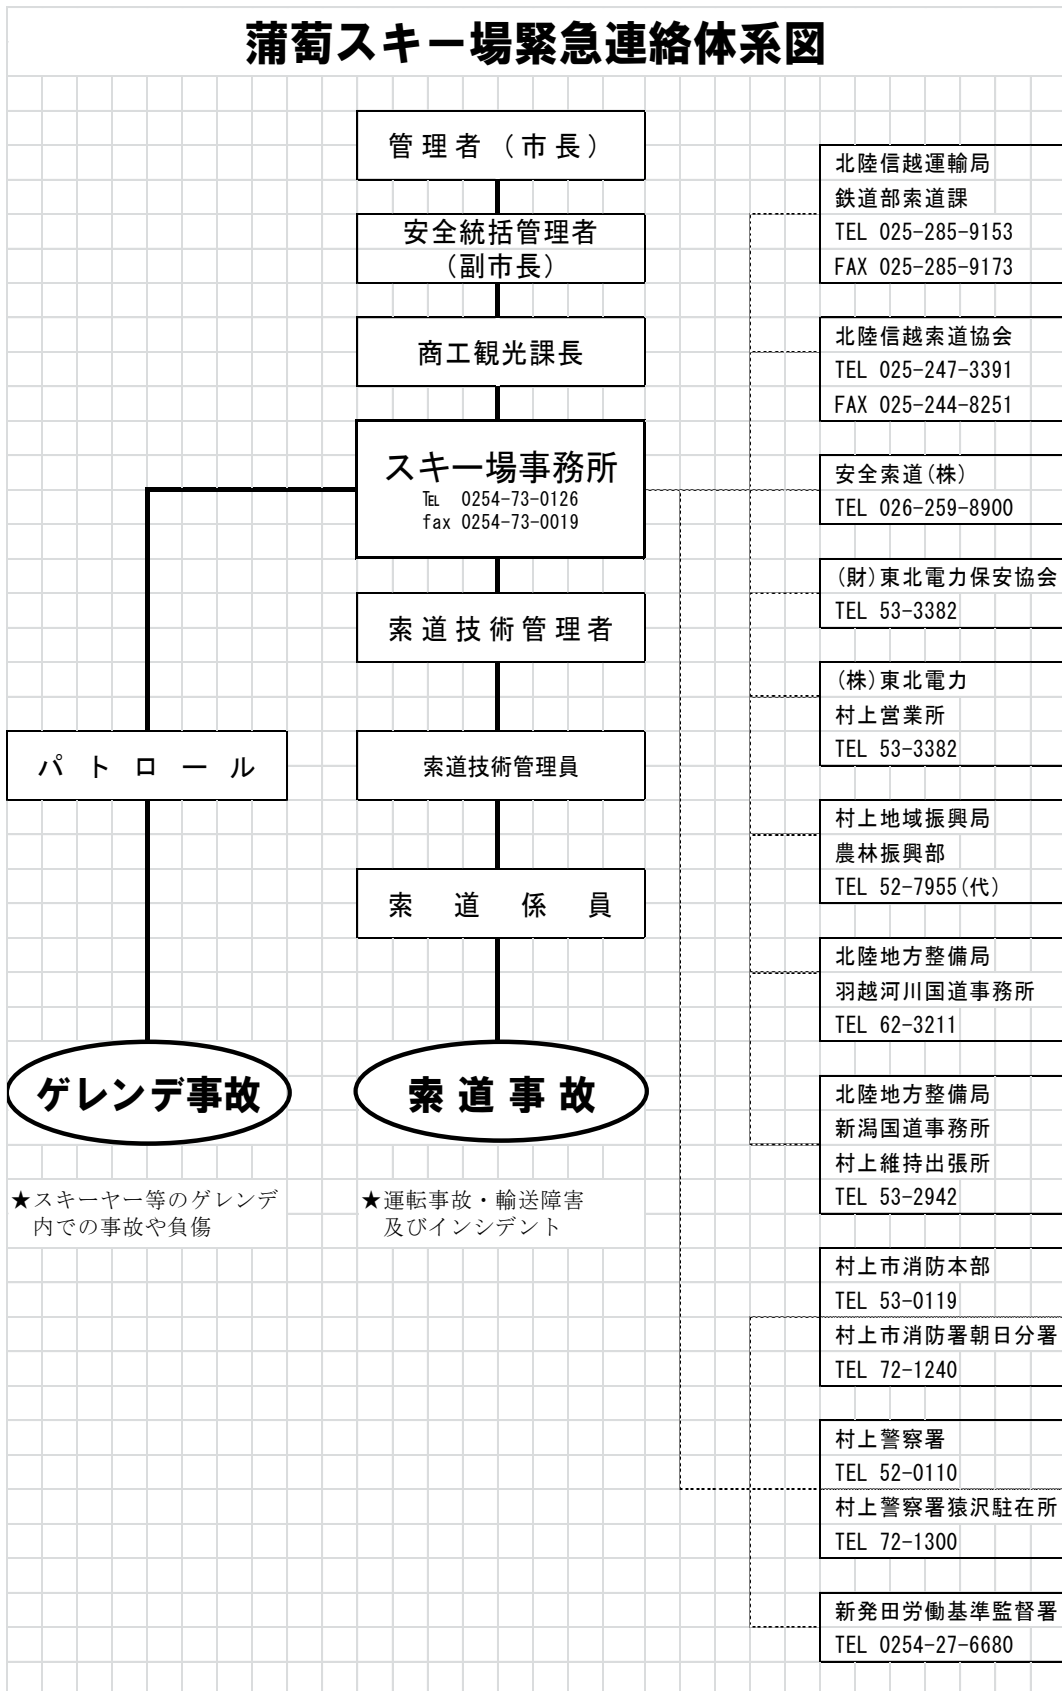 蒲萄スキー場緊急連絡体系図
管理者（市長）
安全統括管理者
(副市長)
商工観光課長
スキー場事務所
℡ 0254-73-0126
fax 0254-73-0019
索道技術管理者
パトロール
索道技術管理員
索道係員
ゲレンデ事故
索道事故
★スキーヤー等のゲレンデ
内での事故や負傷
★運転事故・輸送障害
及びインシデント
北陸信越運輸局
鉄道部索道課
TEL 025-285-9153
FAX 025-285-9173
北陸信越索道協会
TEL 025-247-3391
FAX 025-244-8251
安全索道(株)
TEL 026-259-8900
(財)東北電力保安協会
TEL 53-3382
(株)東北電力
村上営業所
TEL 53-3382
村上地域振興局
農林振興部
TEL 52-7955(代)
北陸地方整備局
羽越河川国道事務所
TEL 62-3211
北陸地方整備局
新潟国道事務所
村上維持出張所
TEL 53-2942
村上市消防本部
TEL 53-0119
村上市消防署朝日分署
TEL 72-1240
村上警察署
TEL 52-0110
村上警察署猿沢駐在所
TEL 72-1300
新発田労働基準監督署
TEL 0254-27-6680